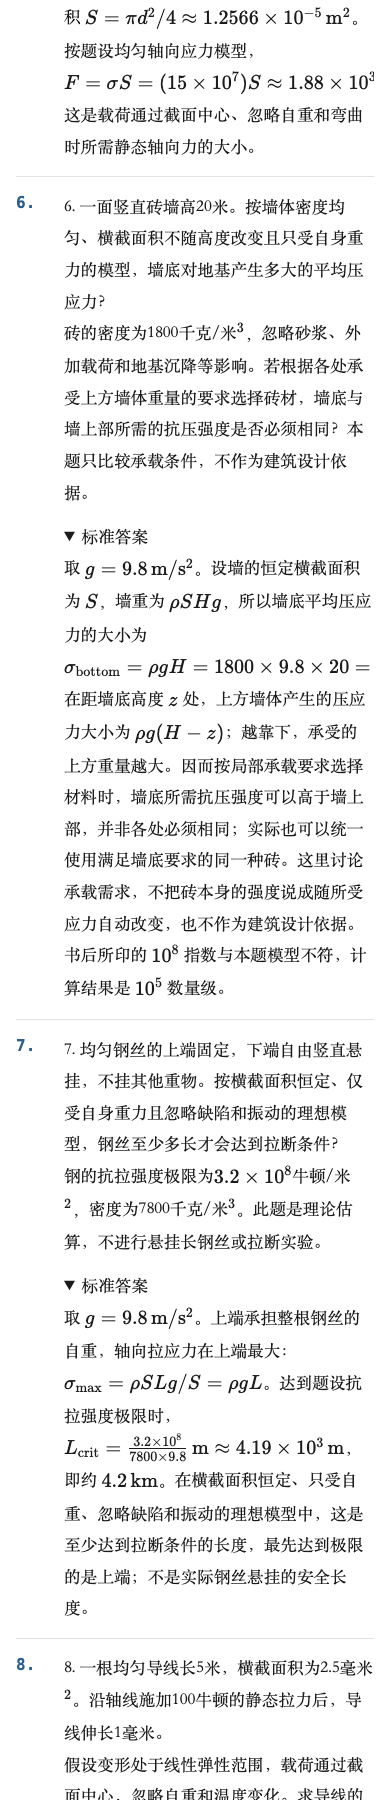 积 S = πd²/4 ≈ 1.2566 × 10⁻⁵ m²。
按题设均匀轴向应力模型，
F = σS = (15 × 10⁷)S ≈ 1.88 × 10³
这是载荷通过截面中心、忽略自重和弯曲
时所需静态轴向力的大小。
6. 6. 一面竖直砖墙高20米。按墙体密度均
匀、横截面积不随高度改变且只受自身重
力的模型，墙底对地基产生多大的平均压
应力？
砖的密度为1800千克/米³，忽略砂浆、外
加载荷和地基沉降等影响。若根据各处承
受上方墙体重量的要求选择砖材，墙底与
墙上部所需的抗压强度是否必须相同？本
题只比较承载条件，不作为建筑设计依
据。
▼ 标准答案
取 g = 9.8 m/s²。设墙的恒定横截面积
为 S，墙重为 ρSHg，所以墙底平均压应
力的大小为
σbottom = ρgH = 1800 × 9.8 × 20 =
在距墙底高度 z 处，上方墙体产生的压应
力大小为 ρg(H − z)；越靠下，承受的
上方重量越大。因而按局部承载要求选择
材料时，墙底所需抗压强度可以高于墙上
部，并非各处必须相同；实际也可以统一
使用满足墙底要求的同一种砖。这里讨论
承载需求，不把砖本身的强度说成随所受
应力自动改变，也不作为建筑设计依据。
书后所印的 10⁸ 指数与本题模型不符，计
算结果是 10⁵ 数量级。
7. 7. 均匀钢丝的上端固定，下端自由竖直悬
挂，不挂其他重物。按横截面积恒定、仅
受自身重力且忽略缺陷和振动的理想模
型，钢丝至少多长才会达到拉断条件？
钢的抗拉强度极限为3.2 × 10⁸牛顿/米
²，密度为7800千克/米³。此题是理论估
算，不进行悬挂长钢丝或拉断实验。
▼ 标准答案
取 g = 9.8 m/s²。上端承担整根钢丝的
自重，轴向拉应力在上端最大：
σmax = ρSLg/S = ρgL。达到题设抗
拉强度极限时，
Lcrit = 3.2×10⁸/7800×9.8 m ≈ 4.19 × 10³ m，
即约 4.2 km。在横截面积恒定、只受自
重、忽略缺陷和振动的理想模型中，这是
至少达到拉断条件的长度，最先达到极限
的是上端；不是实际钢丝悬挂的安全长
度。
8. 8. 一根均匀导线长5米，横截面积为2.5毫米
²。沿轴线施加100牛顿的静态拉力后，导
线伸长1毫米。
假设变形处于线性弹性范围，载荷通过截
面中心，忽略自重和温度变化。求导线的